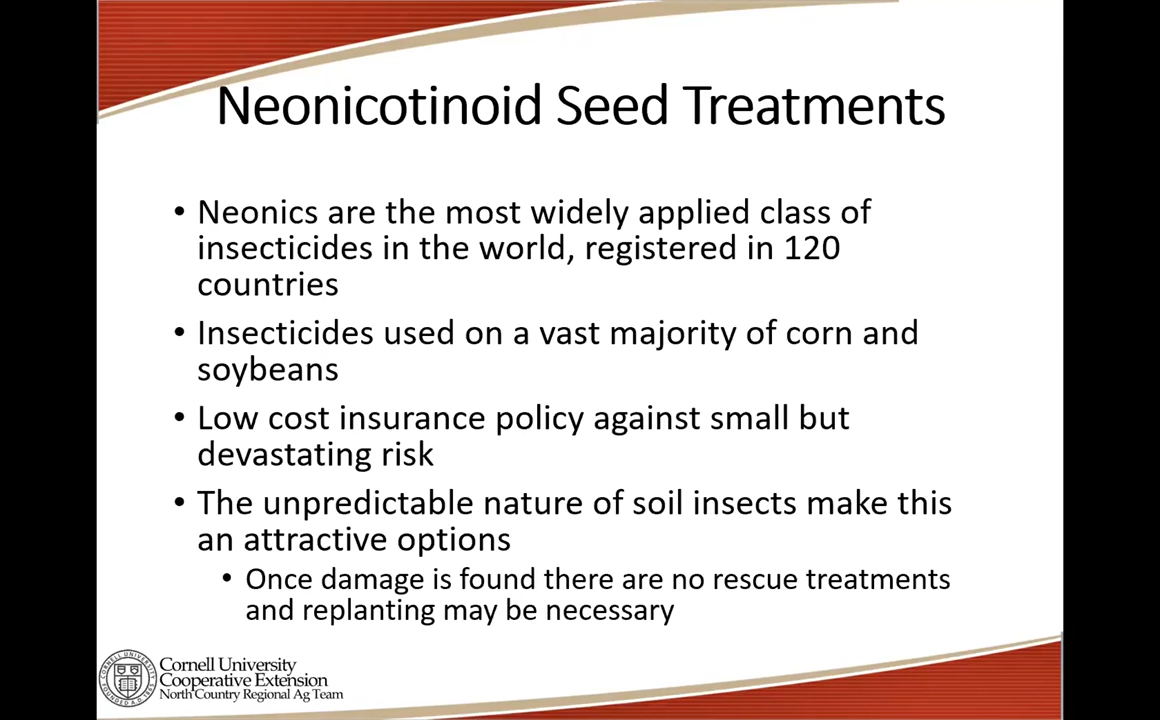 Neonicotinoid Seed Treatments
• Neonics are the most widely applied class of
insecticides in the world, registered in 120
countries
• Insecticides used on a vast majority of corn and
soybeans
• Low cost insurance policy against small but
devastating risk
• The unpredictable nature of soil insects make this
an attractive options
• Once damage is found there are no rescue treatments
and replanting may be necessary
Cornell University
Cooperative Extension
North Country Regional Ag Team